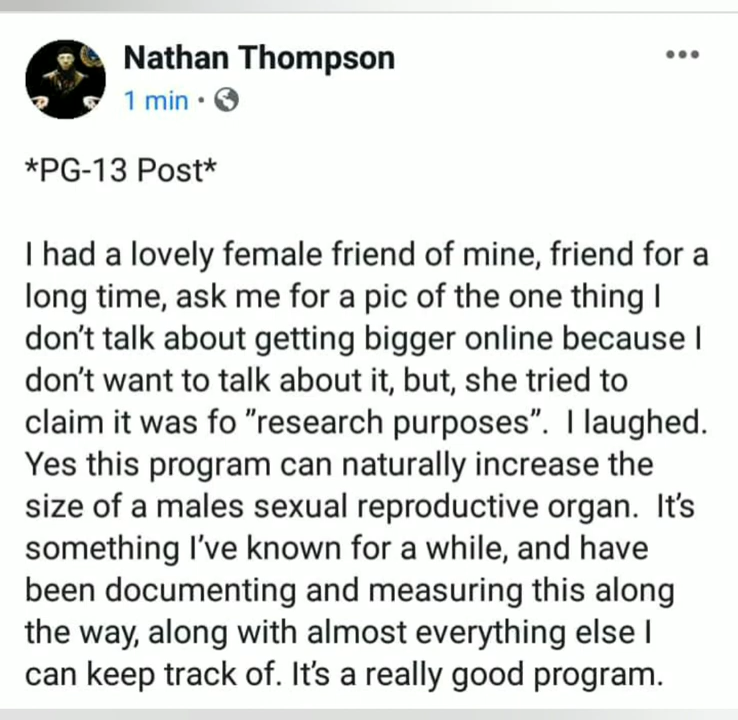 Nathan Thompson
1 min ·
*PG-13 Post*
I had a lovely female friend of mine, friend for a
long time, ask me for a pic of the one thing I
don't talk about getting bigger online because I
don't want to talk about it, but, she tried to
claim it was fo "research purposes".  I laughed.
Yes this program can naturally increase the
size of a males sexual reproductive organ.  It's
something I've known for a while, and have
been documenting and measuring this along
the way, along with almost everything else I
can keep track of. It's a really good program.